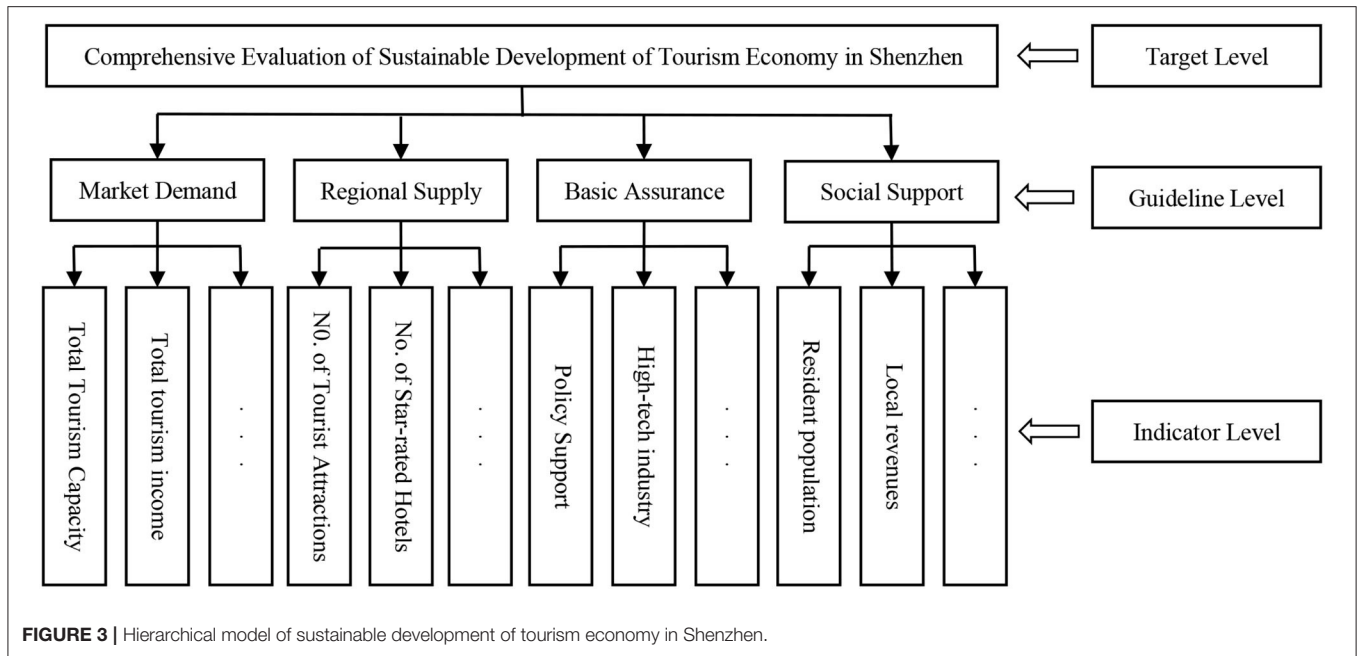 Comprehensive Evaluation of Sustainable Development of Tourism Economy in Shenzhen
Target Level
Market Demand
Regional Supply
Basic Assurance
Social Support
Guideline Level
Total Tourism Capacity
Total tourism income
. . .
N0. of Tourist Attractions
No. of Star-rated Hotels
. . .
Policy Support
High-tech industry
. . .
Resident population
Local revenues
. . .
Indicator Level
FIGURE 3 | Hierarchical model of sustainable development of tourism economy in Shenzhen.